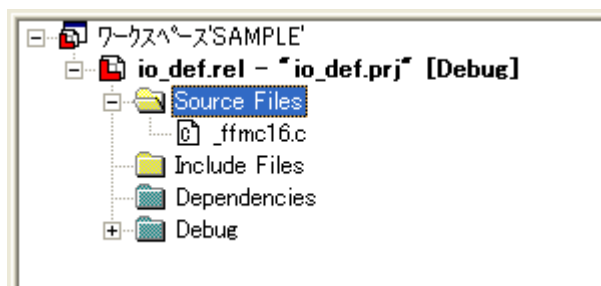 ワークスペース'SAMPLE'
io_def.rel - "io_def.prj" [Debug]
Source Files
_ffmc16.c
Include Files
Dependencies
Debug